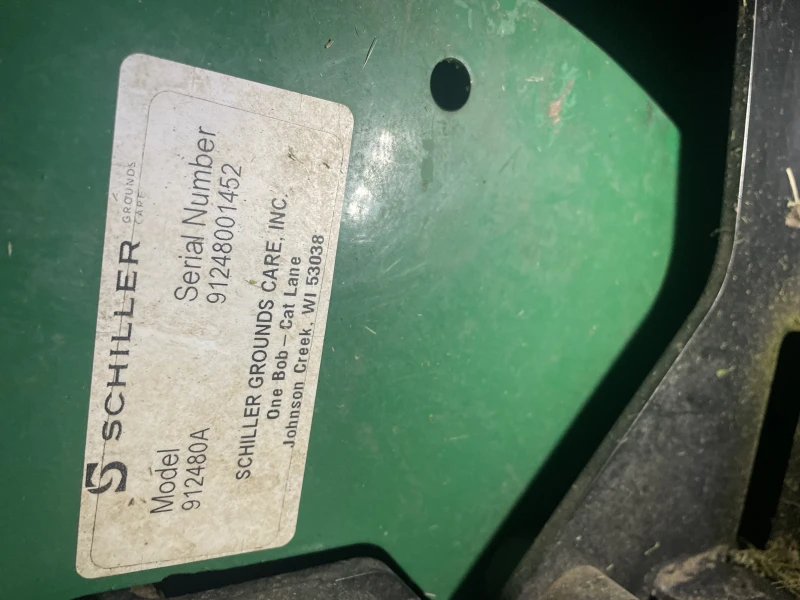 SCHILLER GROUNDS CARE
Model
912480A
Serial Number
91248001452
SCHILLER GROUNDS CARE, INC.
One Bob-Cat Lane
Johnson Creek, WI 53038